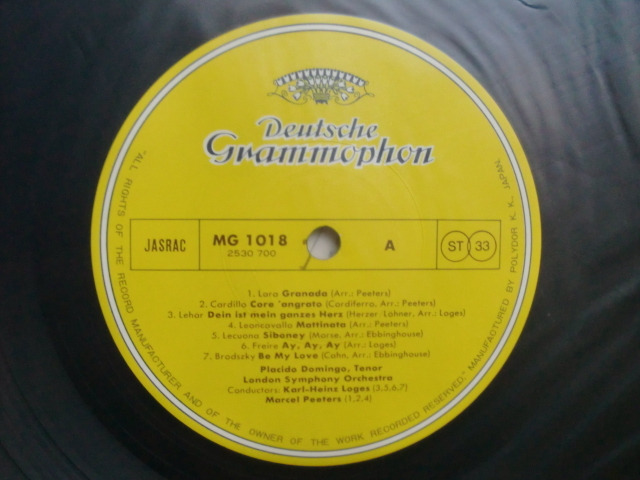 Deutsche
Grammophon
JASRAC
MG 1018
2530 700
A
ST 33
1. Lara Granada (Arr.: Peeters)
2. Cardillo Core 'ngrato (Cordiferro, Arr.: Peeters)
3. Lehar Dein ist mein ganzes Herz (Herzer-Löhner, Arr.: Loges)
4. Leoncavallo Mattinata (Arr.: Peeters)
5. Lecuona Siboney (Morse, Arr.: Ebbinghouse)
6. Freire Ay, Ay, Ay (Arr.: Loges)
7. Brodszky Be My Love (Cahn, Arr.: Ebbinghouse)
Placido Domingo, Tenor
London Symphony Orchestra
Conductors: Karl-Heinz Loges (3,5,6,7)
Marcel Peeters (1,2,4)
"ALL RIGHTS OF THE RECORD MANUFACTURER AND OF THE OWNER OF THE WORK RECORDED RESERVED." MANUFACTURED BY POLYDOR K. K., JAPAN.